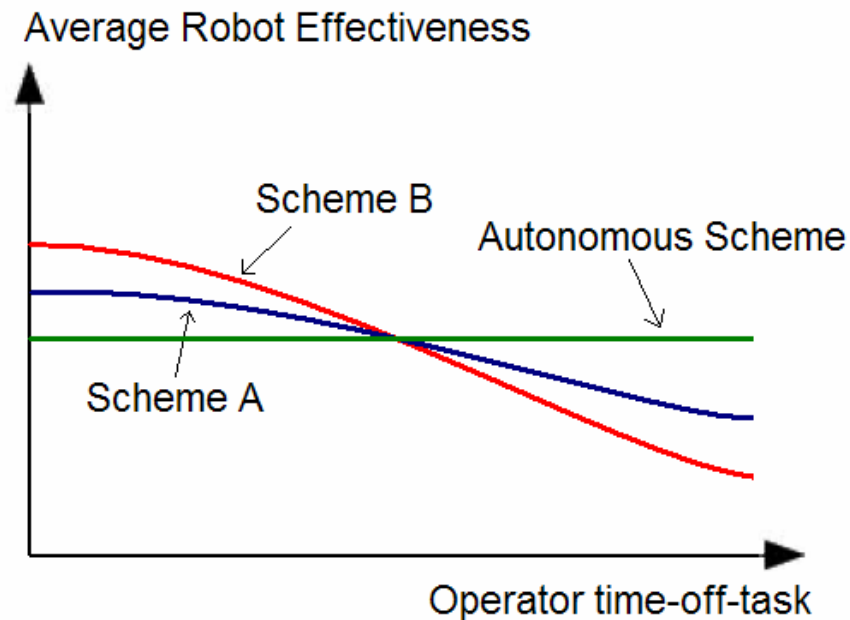 Average Robot Effectiveness
Scheme B
Autonomous Scheme
Scheme A
Operator time-off-task